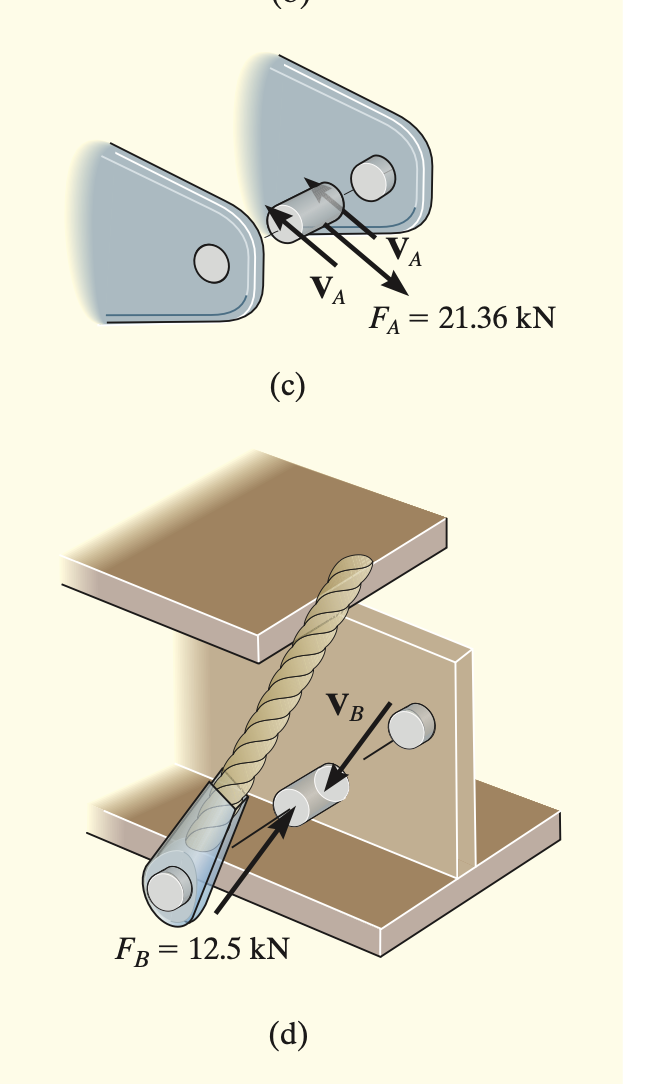 (b)
V_A
V_A
F_A = 21.36 kN
(c)
V_B
F_B = 12.5 kN
(d)